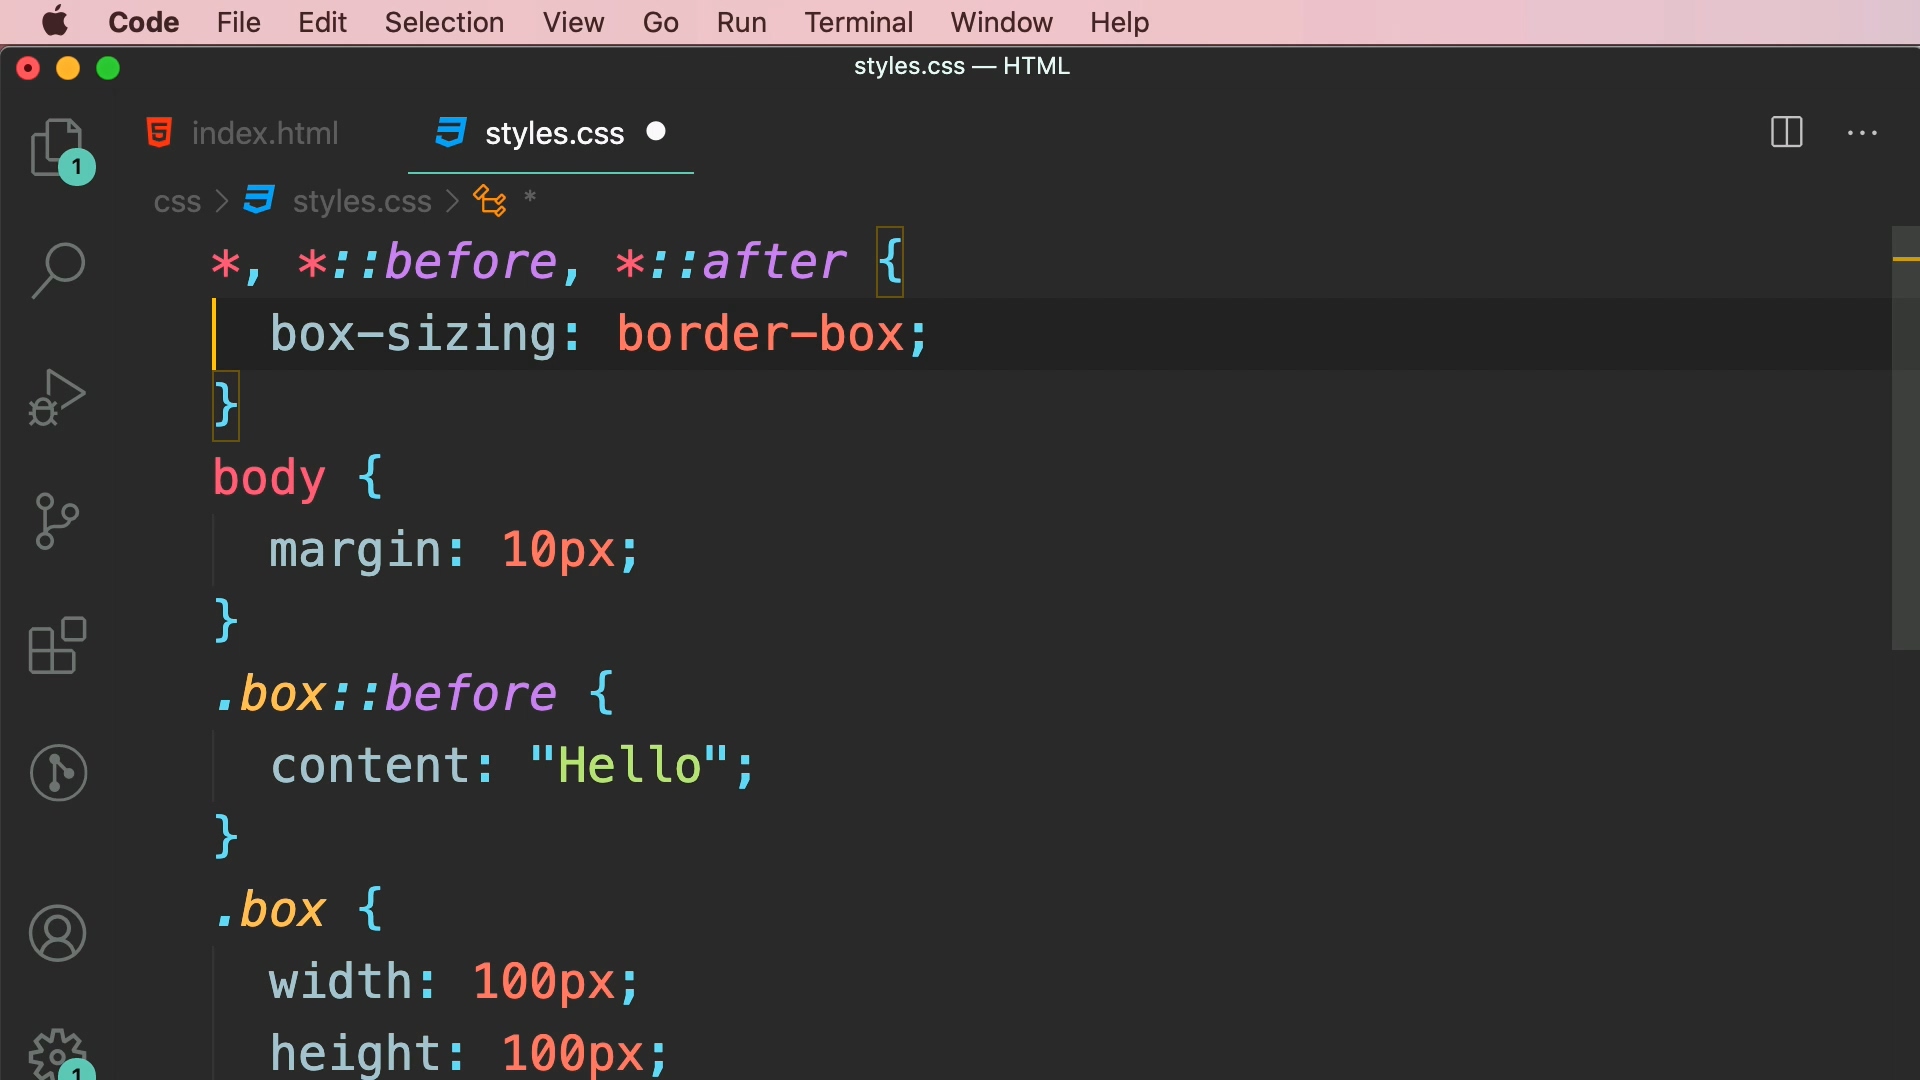 Code File Edit Selection View Go Run Terminal Window Help
styles.css — HTML
index.html styles.css
1
css > styles.css > *
*, *::before, *::after {
box-sizing: border-box;
}
body {
margin: 10px;
}
.box::before {
content: "Hello";
}
.box {
width: 100px;
height: 100px;
1